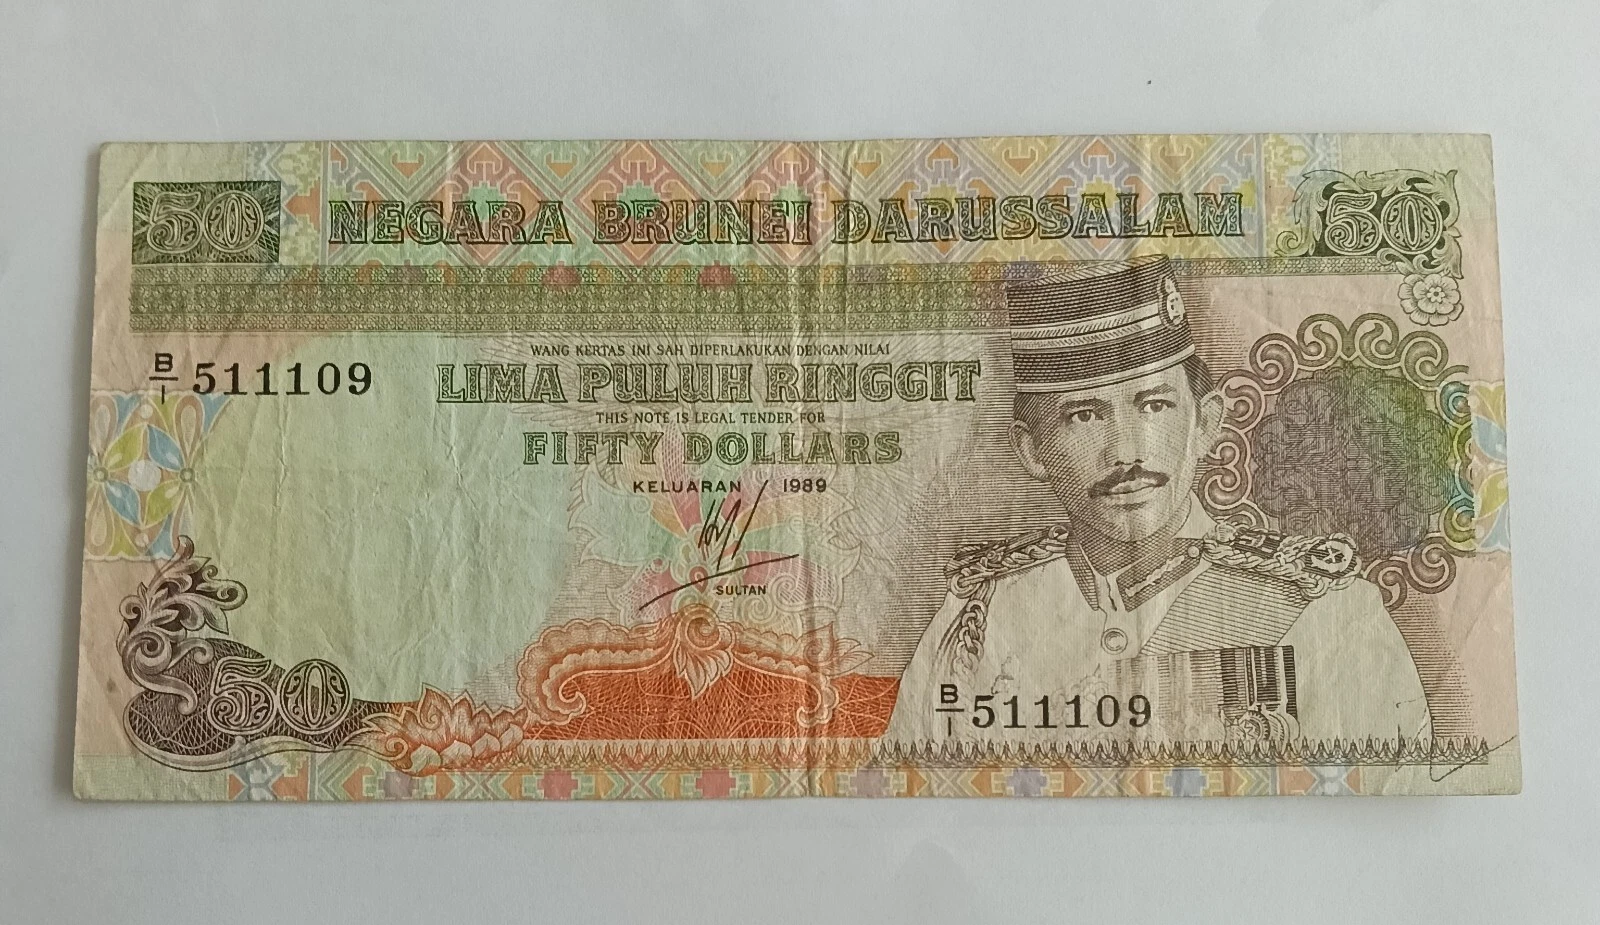 50 NEGARA BRUNEI DARUSSALAM 50
B/I 511109
WANG KERTAS INI SAH DIPERLAKUKAN DENGAN NILAI
LIMA PULUH RINGGIT
THIS NOTE IS LEGAL TENDER FOR
FIFTY DOLLARS
KELUARAN 1989
SULTAN
50
B/I 511109